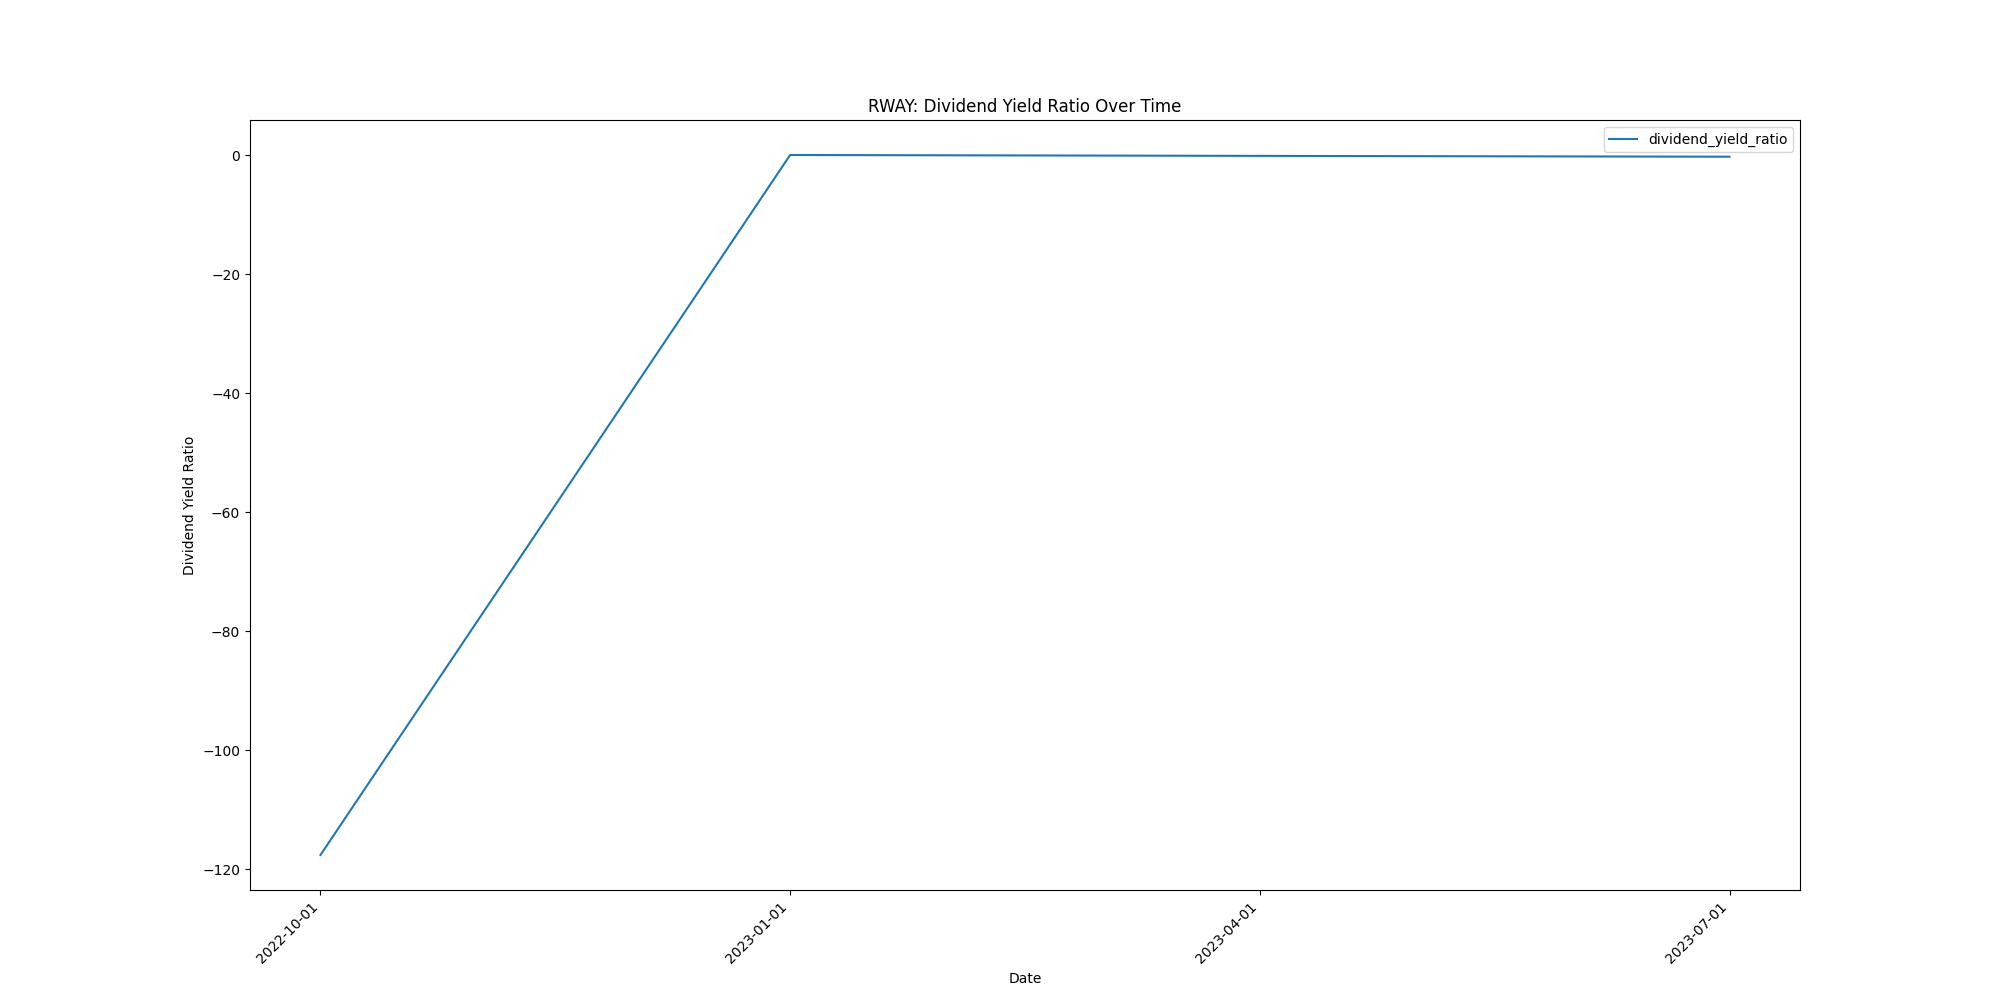 RWAY: Dividend Yield Ratio Over Time
dividend_yield_ratio
0
−20
−40
−60
−80
−100
−120
Dividend Yield Ratio
2022-10-01
2023-01-01
2023-04-01
2023-07-01
Date